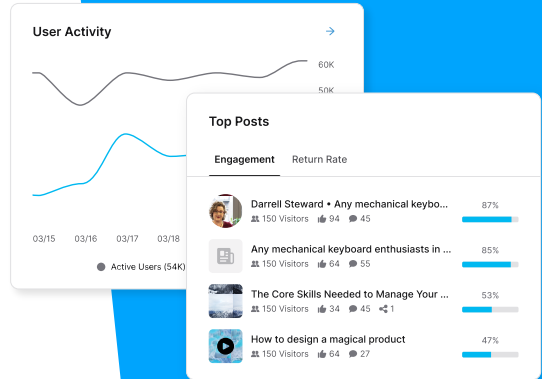 User Activity
60K
50K
03/15 03/16 03/17 03/18
Active Users (54K)
Top Posts
Engagement Return Rate
Darrell Steward • Any mechanical keybo...
87%
150 Visitors 94 45
Any mechanical keyboard enthusiasts in ...
85%
150 Visitors 64 55
The Core Skills Needed to Manage Your ...
53%
150 Visitors 34 45 1
How to design a magical product
47%
150 Visitors 64 27